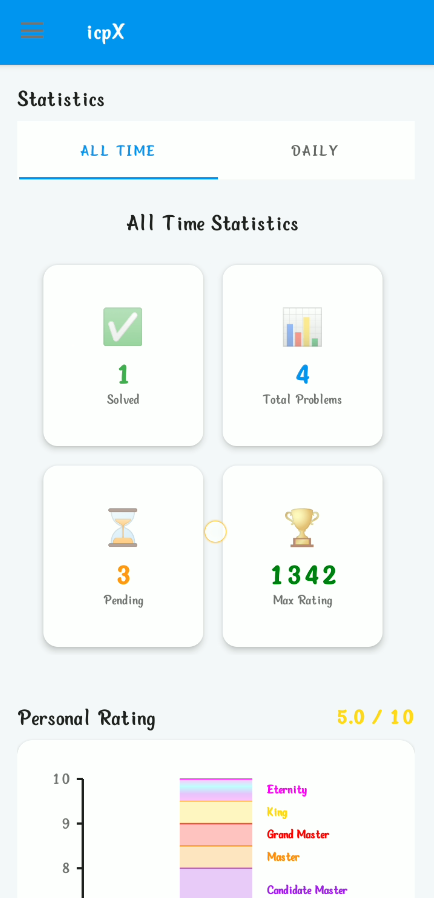 icpX
Statistics
ALL TIME
DAILY
All Time Statistics
1
Solved
4
Total Problems
3
Pending
1342
Max Rating
Personal Rating
5.0 / 10
10
9
8
Eternity
King
Grand Master
Master
Candidate Master